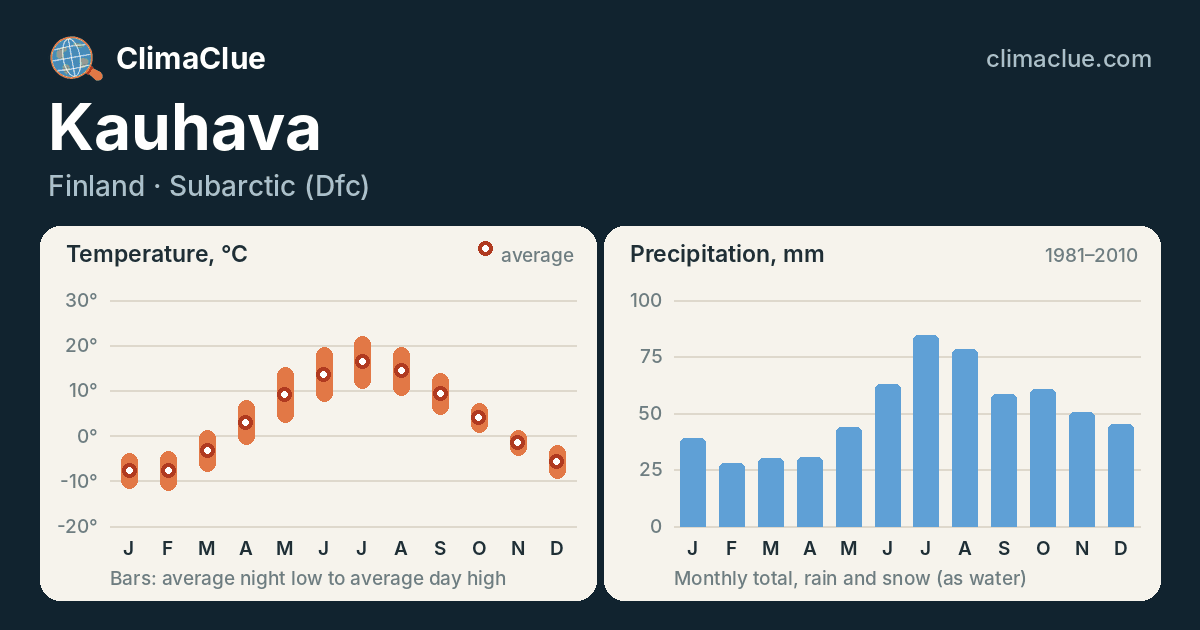 ClimaClue
climaclue.com
Kauhava
Finland · Subarctic (Dfc)
Temperature, °C
average
30°
20°
10°
0°
-10°
-20°
J F M A M J J A S O N D
Bars: average night low to average day high
Precipitation, mm
1981–2010
100
75
50
25
0
J F M A M J J A S O N D
Monthly total, rain and snow (as water)